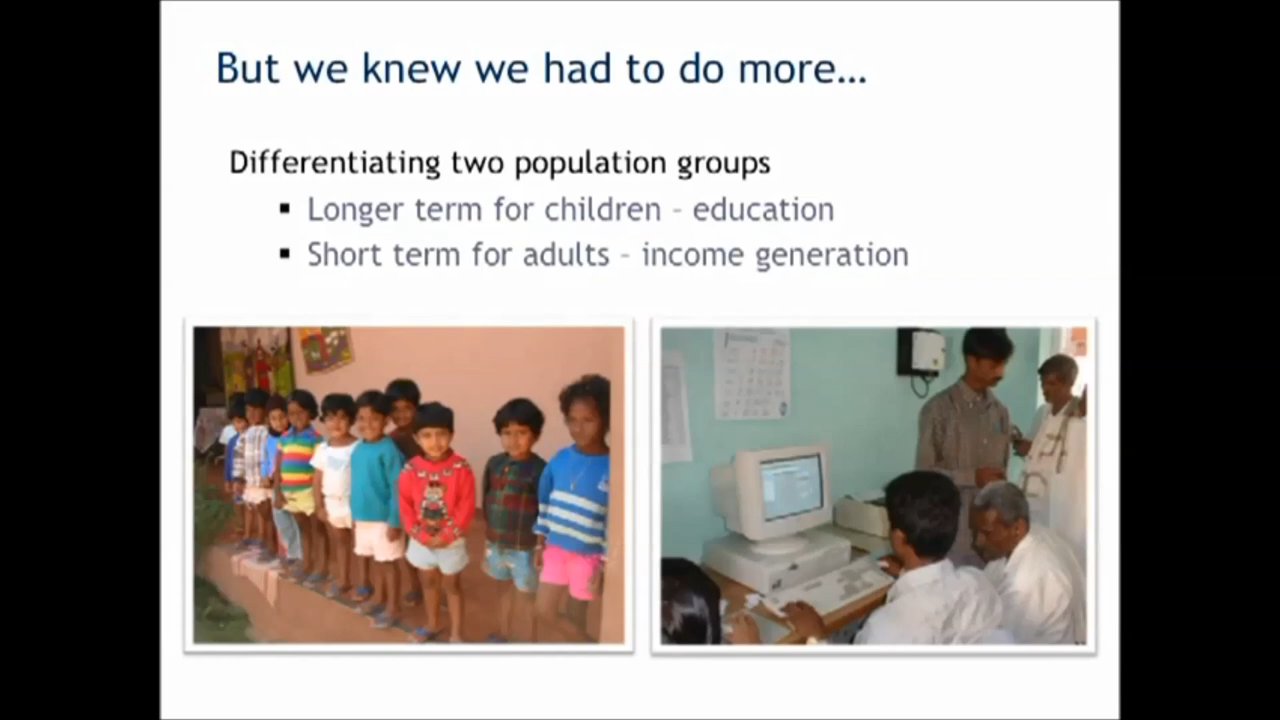 But we knew we had to do more...
Differentiating two population groups
▪ Longer term for children - education
▪ Short term for adults - income generation